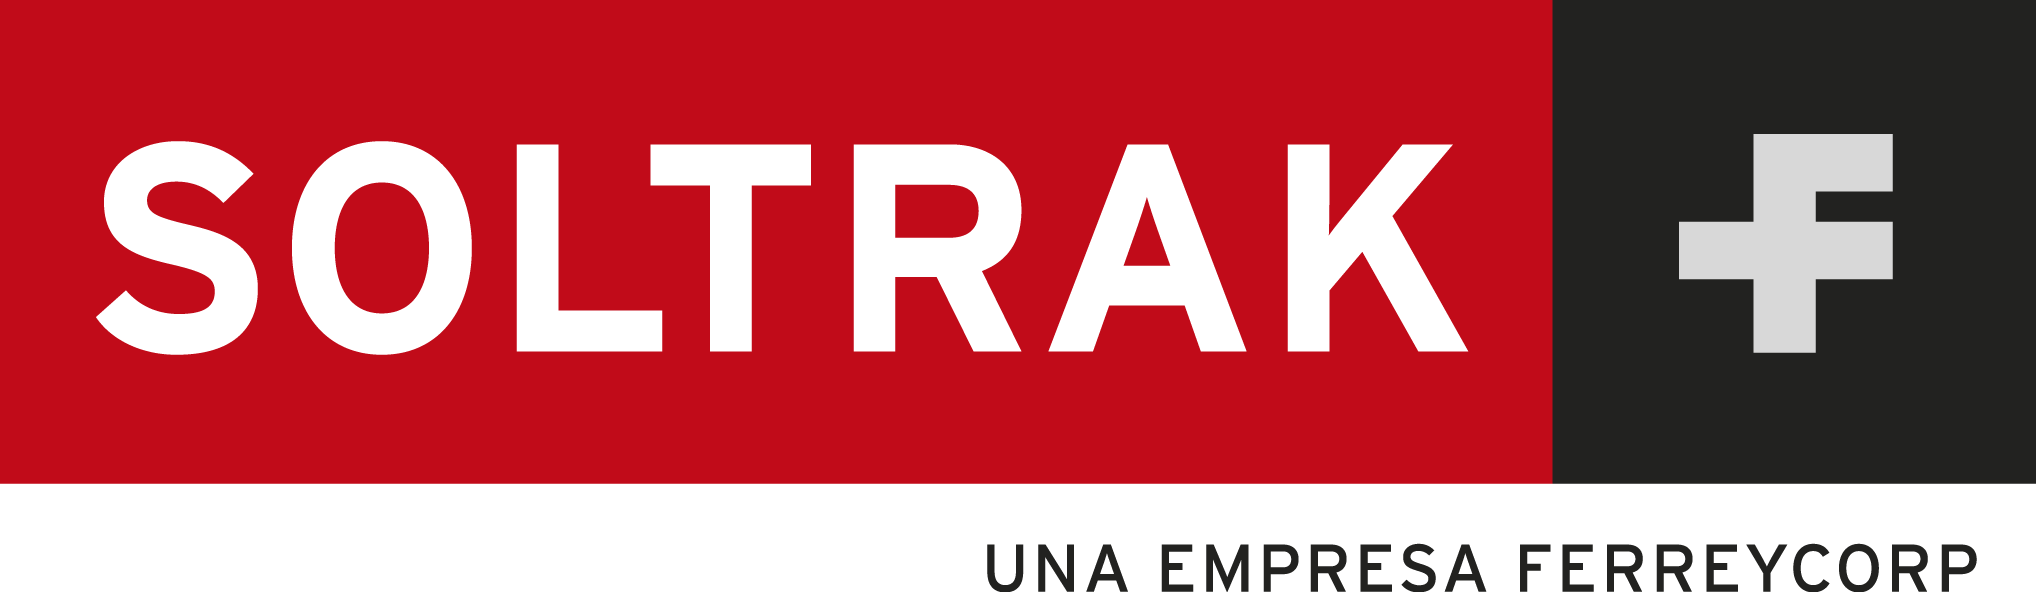 SOLTRAK F
UNA EMPRESA FERREYCORP